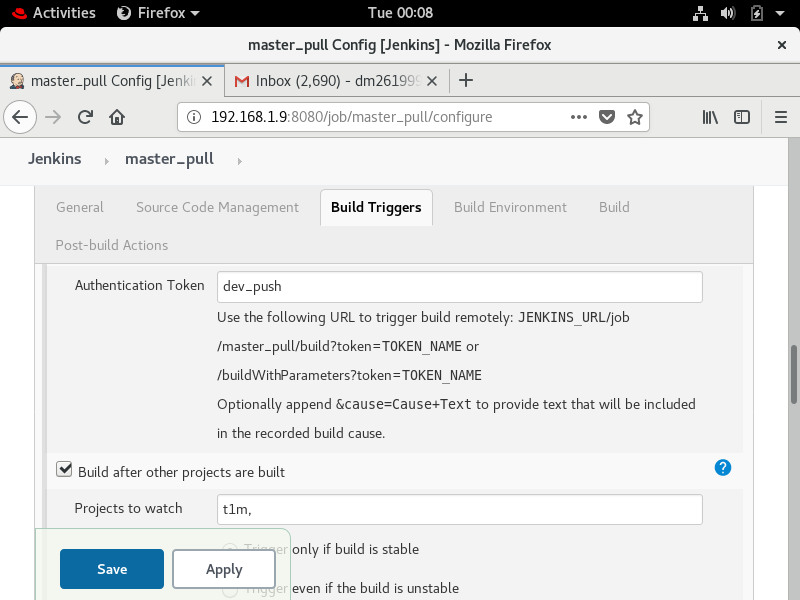 Activities Firefox Tue 00:08
master_pull Config [Jenkins] - Mozilla Firefox
master_pull Config [Jenki Inbox (2,690) - dm26199
192.168.1.9:8080/job/master_pull/configure
Jenkins master_pull
General Source Code Management Build Triggers Build Environment Build
Post-build Actions
Authentication Token dev_push
Use the following URL to trigger build remotely: JENKINS_URL/job
/master_pull/build?token=TOKEN_NAME or
/buildWithParameters?token=TOKEN_NAME
Optionally append &cause=Cause+Text to provide text that will be included
in the recorded build cause.
Build after other projects are built
Projects to watch t1m,
Trigger only if build is stable
Save Apply
Trigger even if the build is unstable